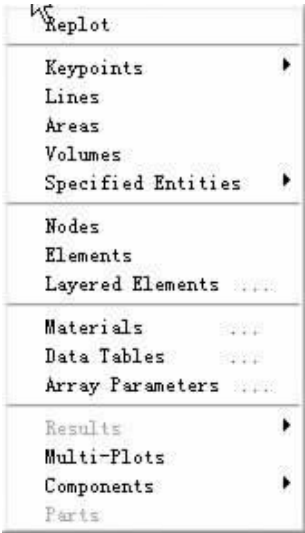 Replot
Keypoints
Lines
Areas
Volumes
Specified Entities
Nodes
Elements
Layered Elements ...
Materials ...
Data Tables ...
Array Parameters ....
Results
Multi-Plots
Components
Parts